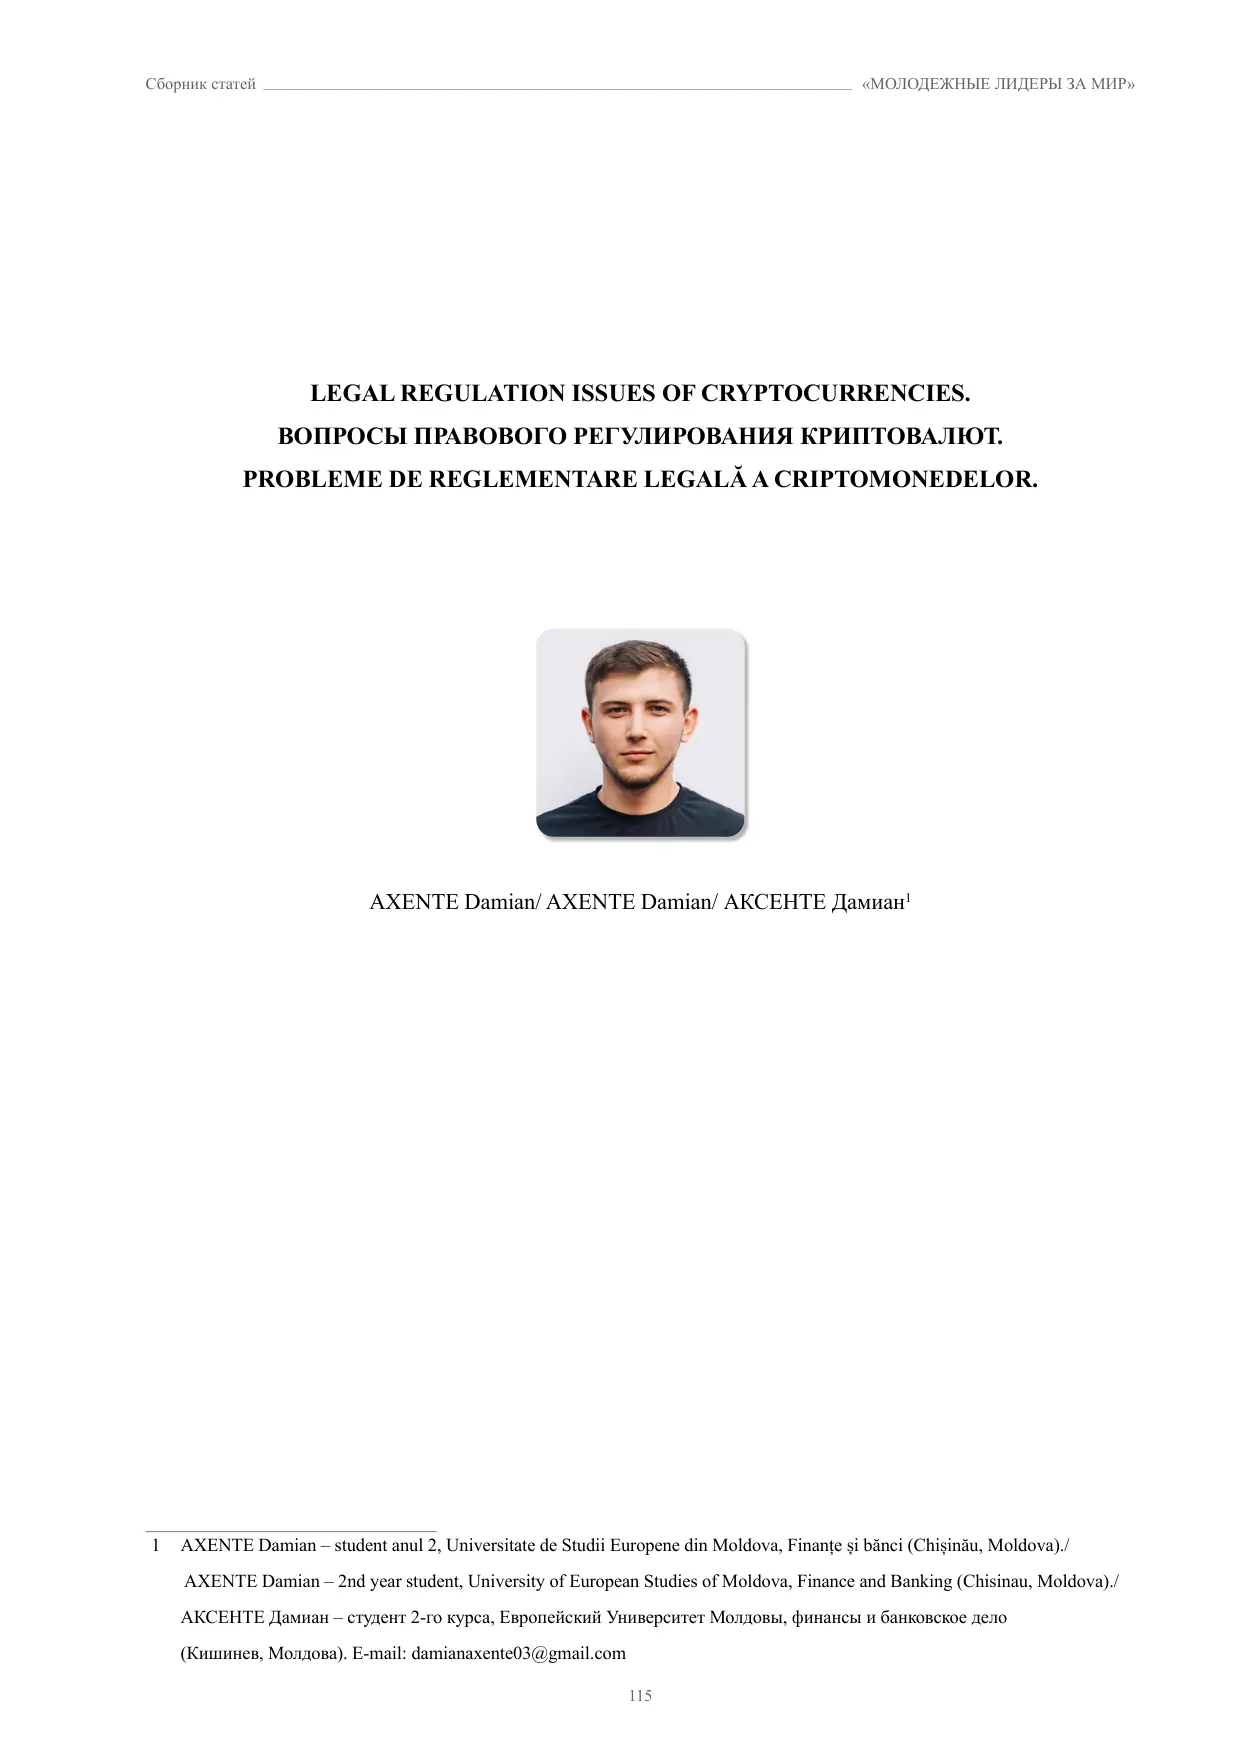 Сборник статей «МОЛОДЕЖНЫЕ ЛИДЕРЫ ЗА МИР»
LEGAL REGULATION ISSUES OF CRYPTOCURRENCIES.
ВОПРОСЫ ПРАВОВОГО РЕГУЛИРОВАНИЯ КРИПТОВАЛЮТ.
PROBLEME DE REGLEMENTARE LEGALĂ A CRIPTOMONEDELOR.
AXENTE Damian/ AXENTE Damian/ АКСЕНТЕ Дамиан1
1 AXENTE Damian – student anul 2, Universitate de Studii Europene din Moldova, Finanțe și bănci (Chișinău, Moldova)./
AXENTE Damian – 2nd year student, University of European Studies of Moldova, Finance and Banking (Chisinau, Moldova)./
АКСЕНТЕ Дамиан – студент 2-го курса, Европейский Университет Молдовы, финансы и банковское дело
(Кишинев, Молдова). E-mail: damianaxente03@gmail.com
115